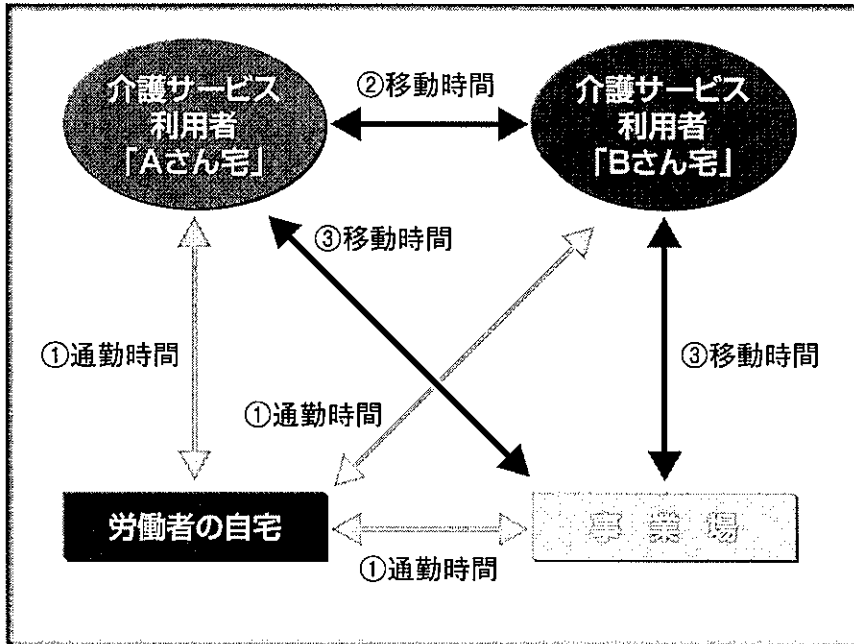 介護サービス
利用者
「Aさん宅」
②移動時間
介護サービス
利用者
「Bさん宅」
③移動時間
①通勤時間
③移動時間
①通勤時間
労働者の自宅
事業場
①通勤時間